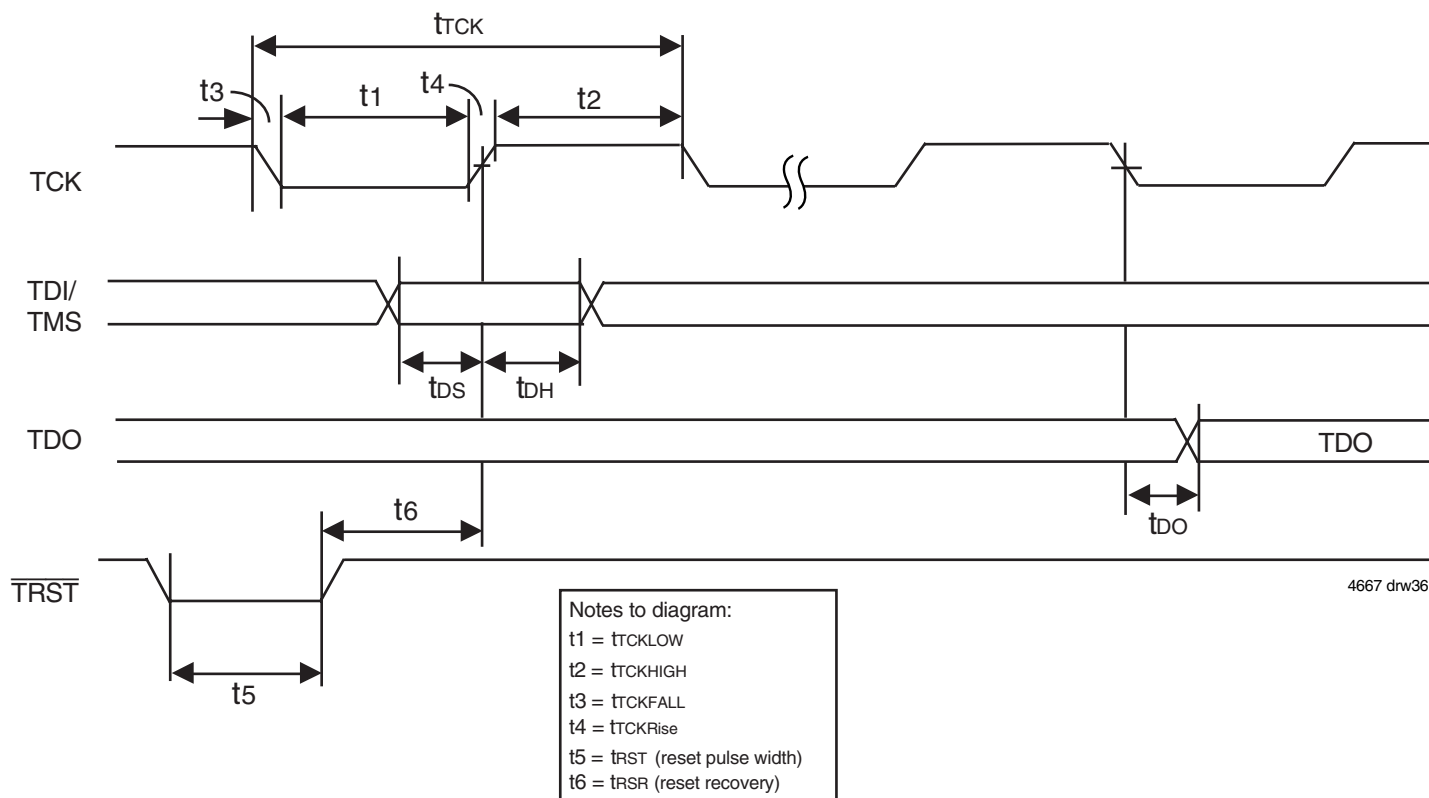 tTCK
t3
t1
t4
t2
TCK
TDI/
TMS
tDS
tDH
TDO
TDO
t6
tDO
TRST
4667 drw36
t5
Notes to diagram:
t1 = tTCKLOW
t2 = tTCKHIGH
t3 = tTCKFALL
t4 = tTCKRise
t5 = tRST (reset pulse width)
t6 = tRSR (reset recovery)